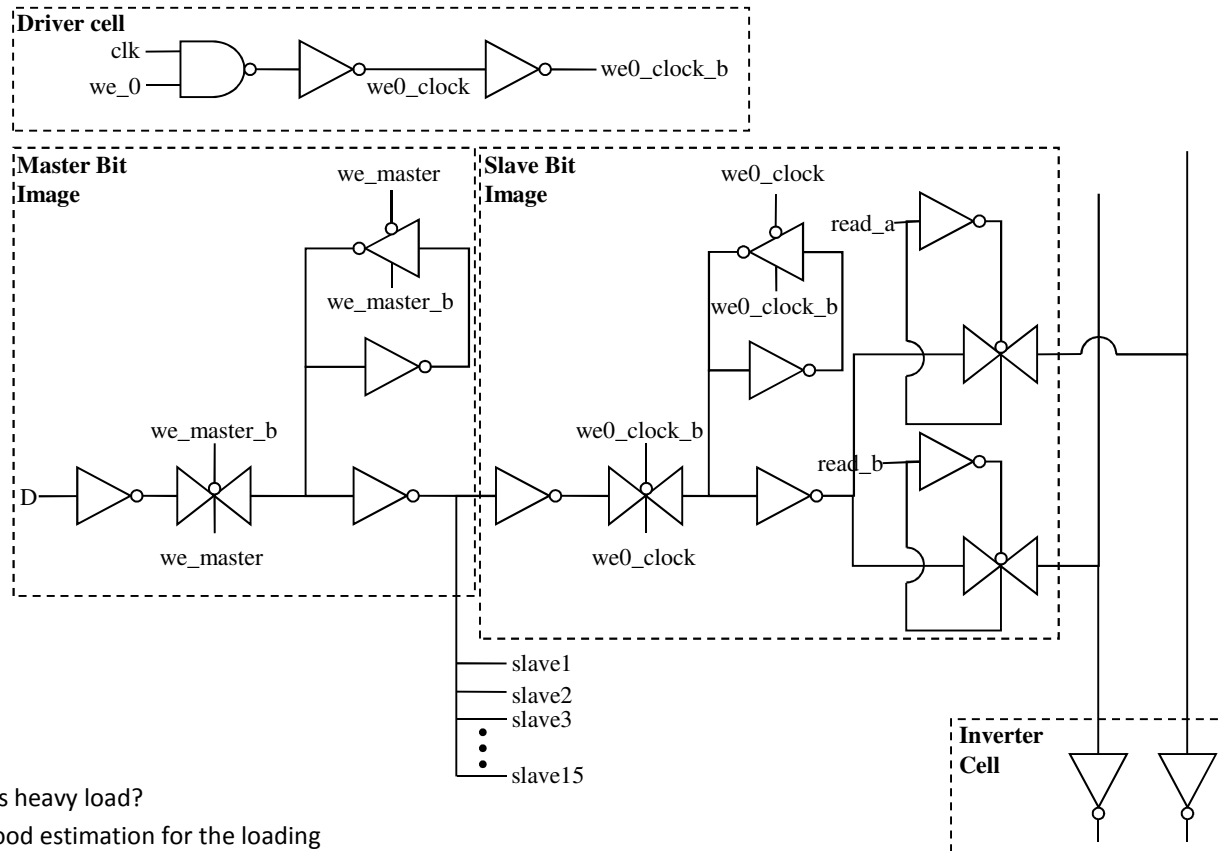 Driver cell
clk
we_0
we0_clock
we0_clock_b
Master Bit
Image
we_master
we_master_b
we_master_b
D
we_master
Slave Bit
Image
we0_clock
we0_clock_b
we0_clock_b
we0_clock
read_a
read_b
slave1
slave2
slave3
slave15
Inverter
Cell
s heavy load?
ood estimation for the loading